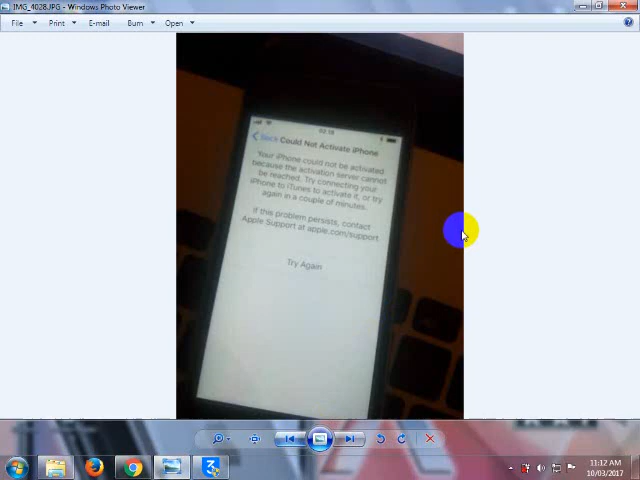 IMG_4028.JPG - Windows Photo Viewer
File Print E-mail Burn Open
03:18
Back Could Not Activate iPhone
Your iPhone could not be activated
because the activation server cannot
be reached. Try connecting your
iPhone to iTunes to activate it, or try
again in a couple of minutes.
If this problem persists, contact
Apple Support at apple.com/support.
Try Again
11:12 AM
10/03/2017